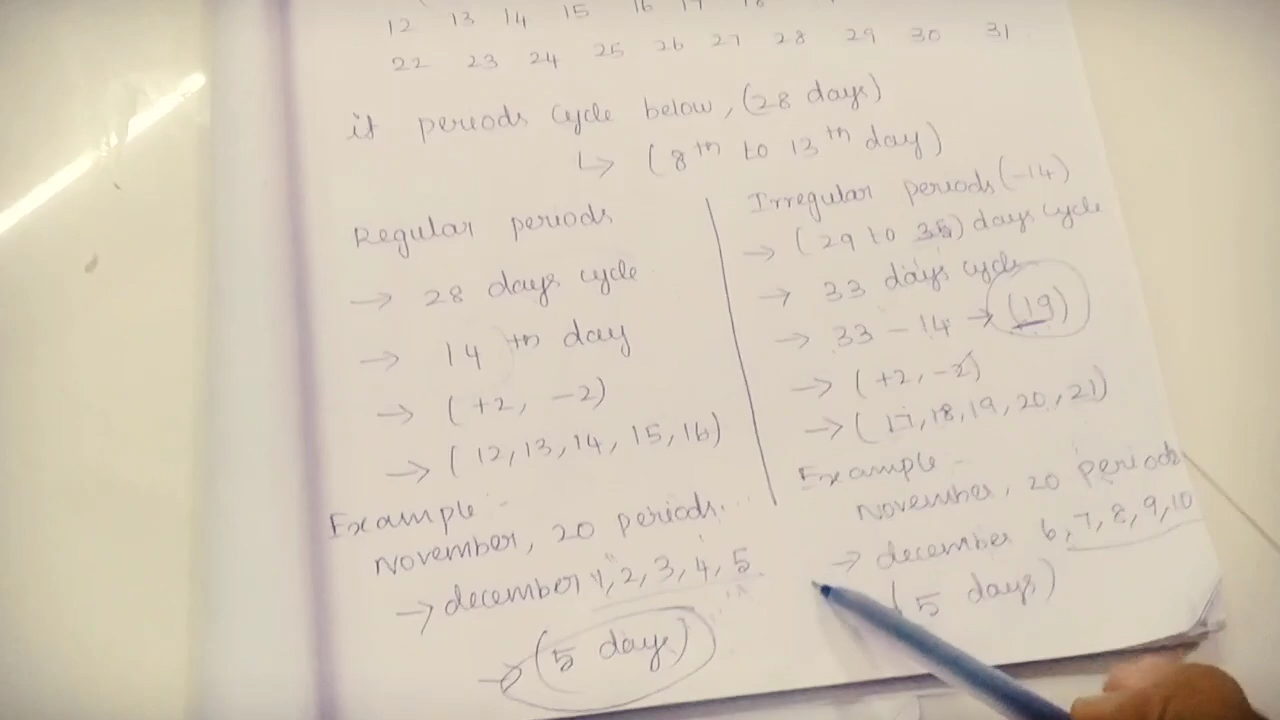 12 13 14 15 16 17 18
22 23 24 25 26 27 28 29 30 31
if periods cycle below, (28 days)
↳ (8th to 13th day)
Regular periods
→ 28 days cycle
→ 14th day
→ (+2, -2)
→ (12, 13, 14, 15, 16)
Example -
November, 20 periods.
→ december 1, 2, 3, 4, 5
→ (5 days)
Irregular periods (-14)
→ (29 to 35) days cycle
→ 33 days cycle
→ 33 - 14 → (19)
→ (+2, -2)
→ (17, 18, 19, 20, 21)
Example -
November, 20 periods
→ december 6, 7, 8, 9, 10
(5 days)